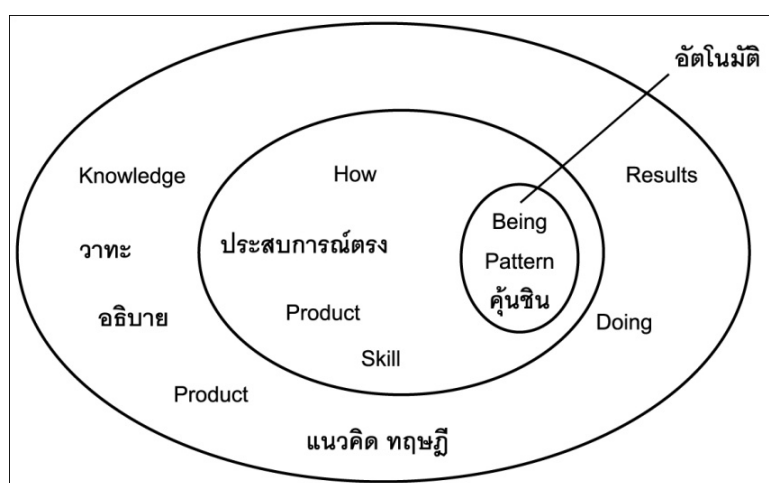 อัตโนมัติ
Knowledge
How
Results
Being
วาทะ
ประสบการณ์ตรง
Pattern
คุ้นชิน
อธิบาย
Product
Doing
Skill
Product
แนวคิด ทฤษฎี